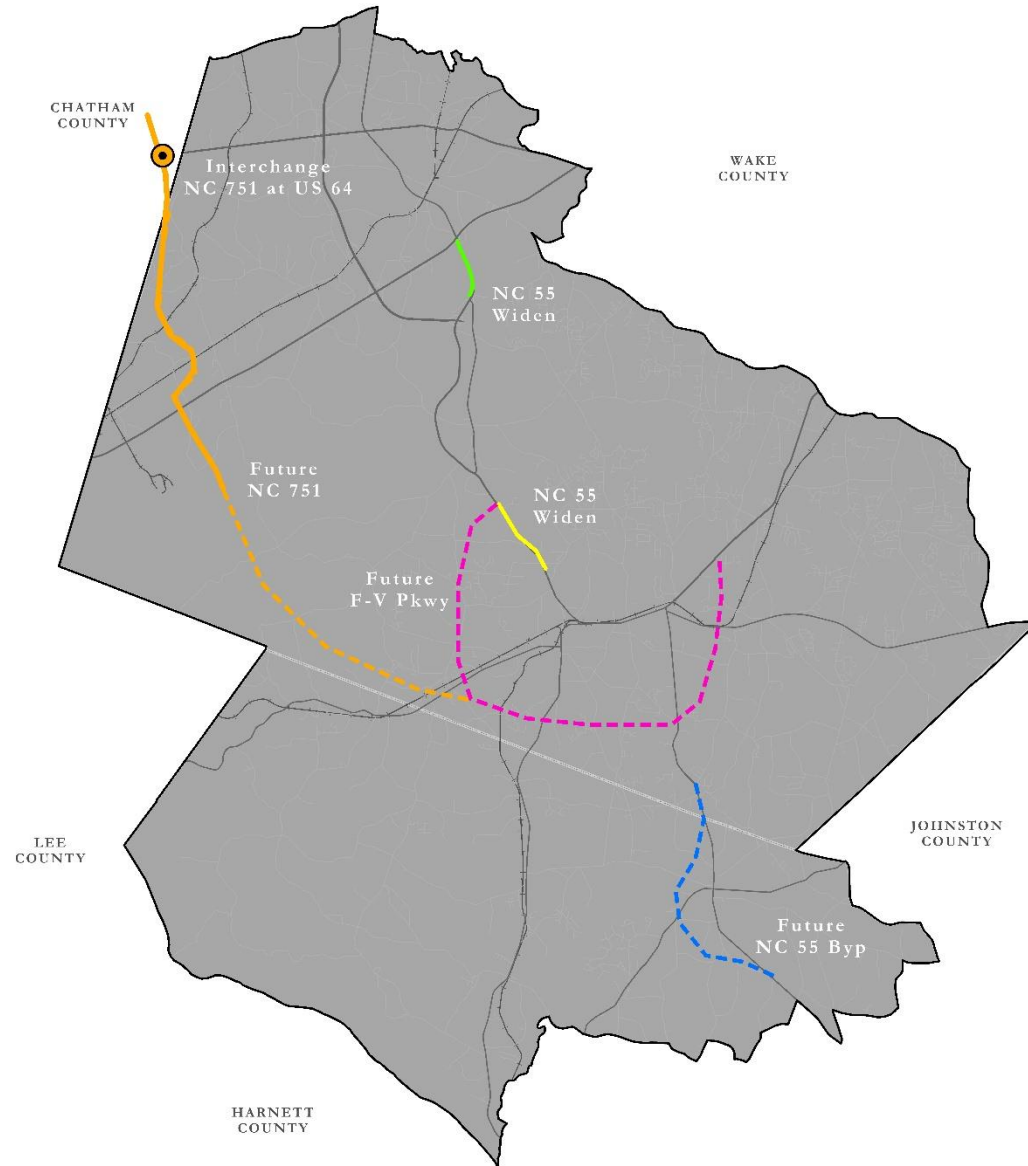 CHATHAM
COUNTY
Interchange
NC 751 at US 64
WAKE
COUNTY
NC 55
Widen
Future
NC 751
NC 55
Widen
Future
F-V Pkwy
LEE
COUNTY
JOHNSTON
COUNTY
Future
NC 55 Byp
HARNETT
COUNTY